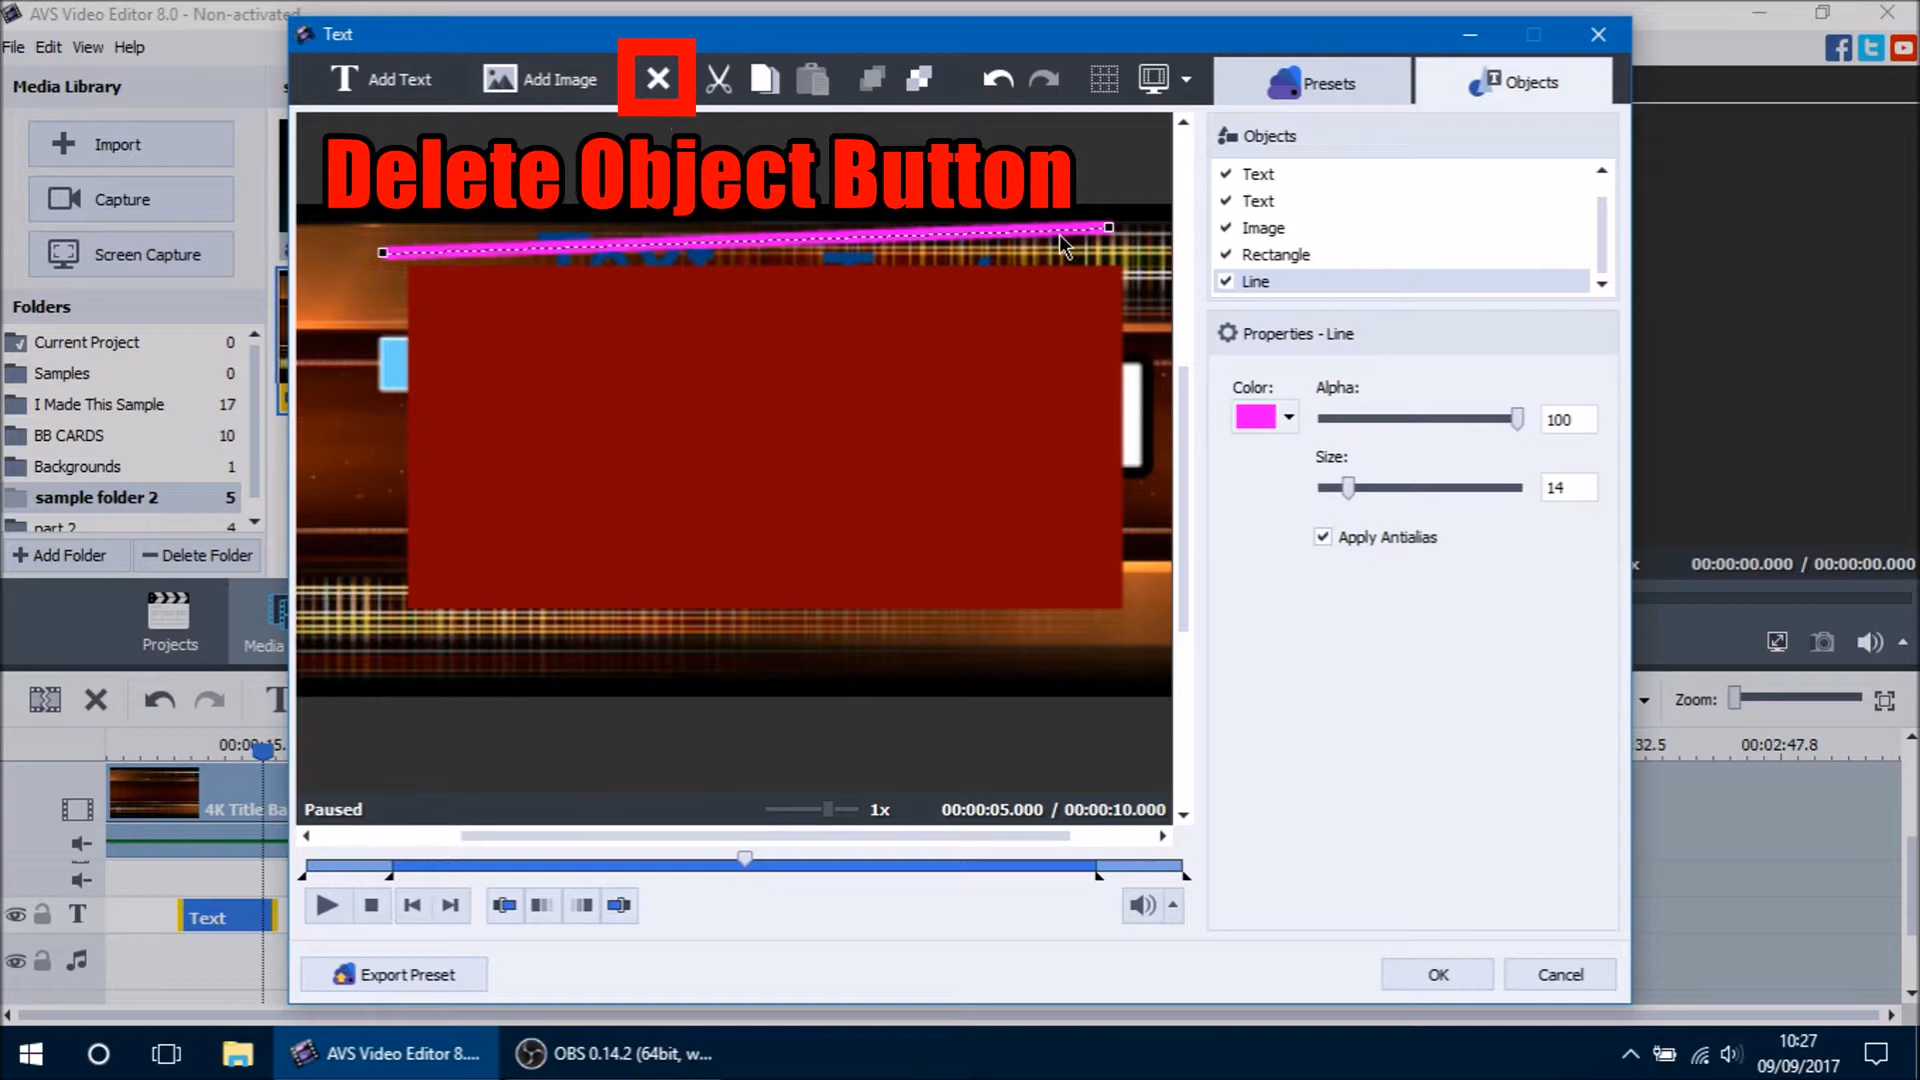 AVS Video Editor 8.0 - Non-activated
File Edit View Help
Text
Add Text
Add Image
Presets
Objects
Media Library
Import
Capture
Screen Capture
Folders
Current Project 0
Samples 0
I Made This Sample 17
BB CARDS 10
Backgrounds 1
sample folder 2 5
part 2 4
Add Folder
Delete Folder
Projects
Media
Delete Object Button
Objects
Text
Text
Image
Rectangle
Line
Properties - Line
Color:
Alpha:
100
Size:
14
Apply Antialias
00:00:00.000 / 00:00:00.000
Paused
1x
00:00:05.000 / 00:00:10.000
Zoom:
32.5
00:02:47.8
4K Title Ba
Text
Export Preset
OK
Cancel
AVS Video Editor 8....
OBS 0.14.2 (64bit, w...
10:27
09/09/2017